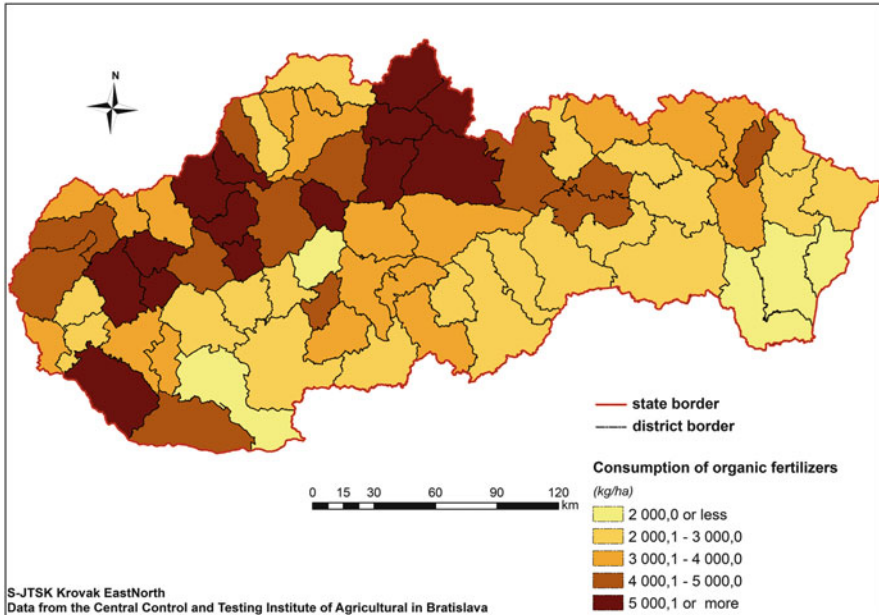 N
state border
district border
Consumption of organic fertilizers
(kg/ha)
2 000,0 or less
2 000,1 - 3 000,0
3 000,1 - 4 000,0
4 000,1 - 5 000,0
5 000,1 or more
0 15 30 60 90 120
km
S-JTSK Krovak EastNorth
Data from the Central Control and Testing Institute of Agricultural in Bratislava